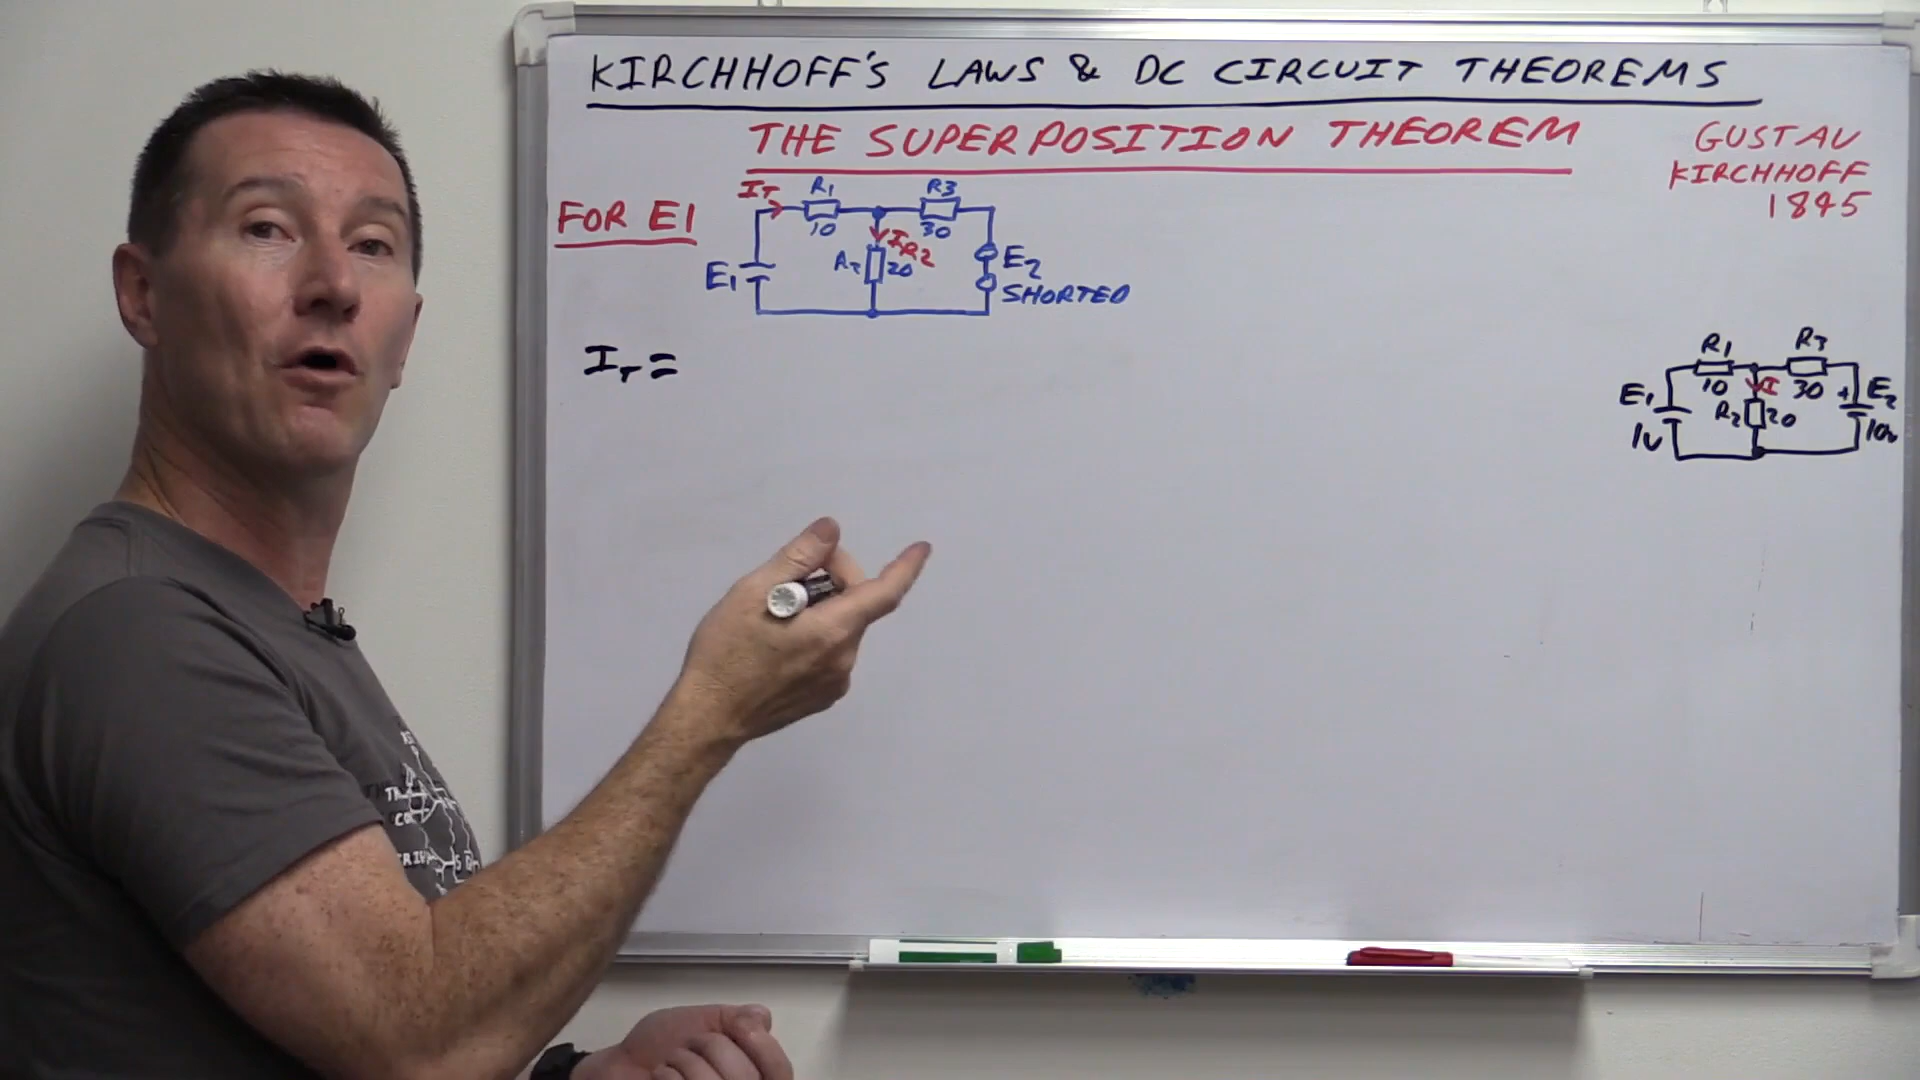 KIRCHHOFF'S LAWS & DC CIRCUIT THEOREMS
THE SUPERPOSITION THEOREM
GUSTAV
KIRCHHOFF
1845
FOR E1
IT R1 R3
10 30
IR2
R2 20
E1 E2
SHORTED
IT =
R1 R3
10 I 30
E1 R2 20 + E2
1V 10V